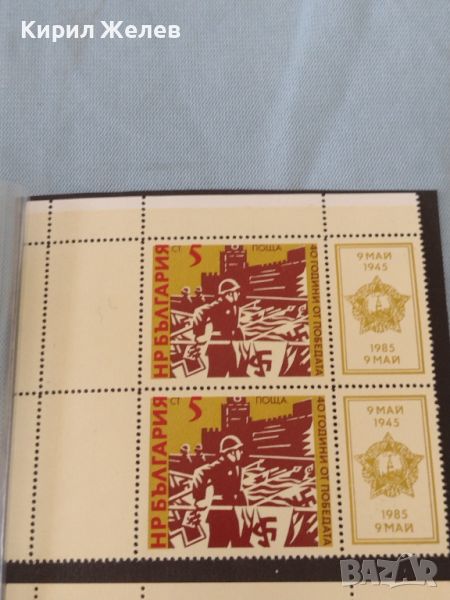 Кирил Желев
СТ 5 ПОЩА
НР БЪЛГАРИЯ
40 ГОДИНИ ОТ ПОБЕДАТА
9 МАЙ
1945
1985
9 МАЙ
СТ 5 ПОЩА
НР БЪЛГАРИЯ
40 ГОДИНИ ОТ ПОБЕДАТА
9 МАЙ
1945
1985
9 МАЙ
BAZAR